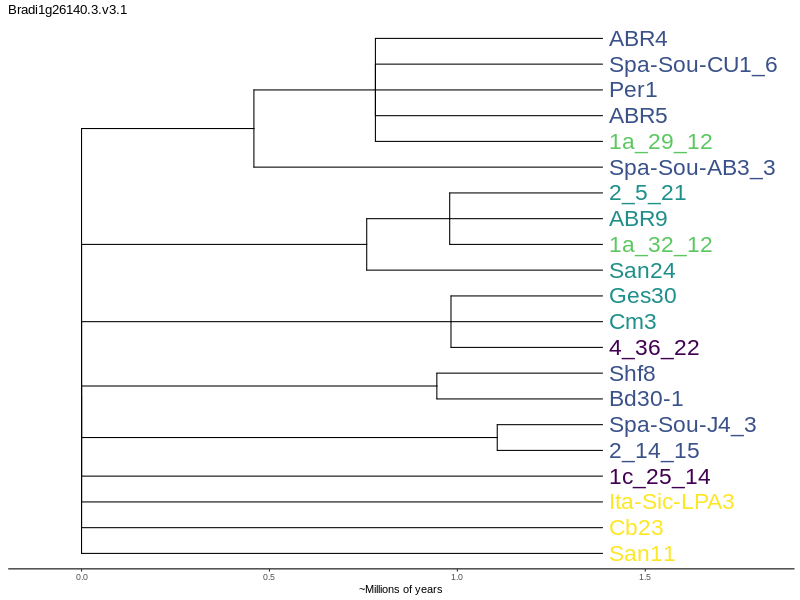 Bradi1g26140.3.v3.1
ABR4
Spa-Sou-CU1_6
Per1
ABR5
1a_29_12
Spa-Sou-AB3_3
2_5_21
ABR9
1a_32_12
San24
Ges30
Cm3
4_36_22
Shf8
Bd30-1
Spa-Sou-J4_3
2_14_15
1c_25_14
Ita-Sic-LPA3
Cb23
San11
0.0 0.5 1.0 1.5
~Millions of years